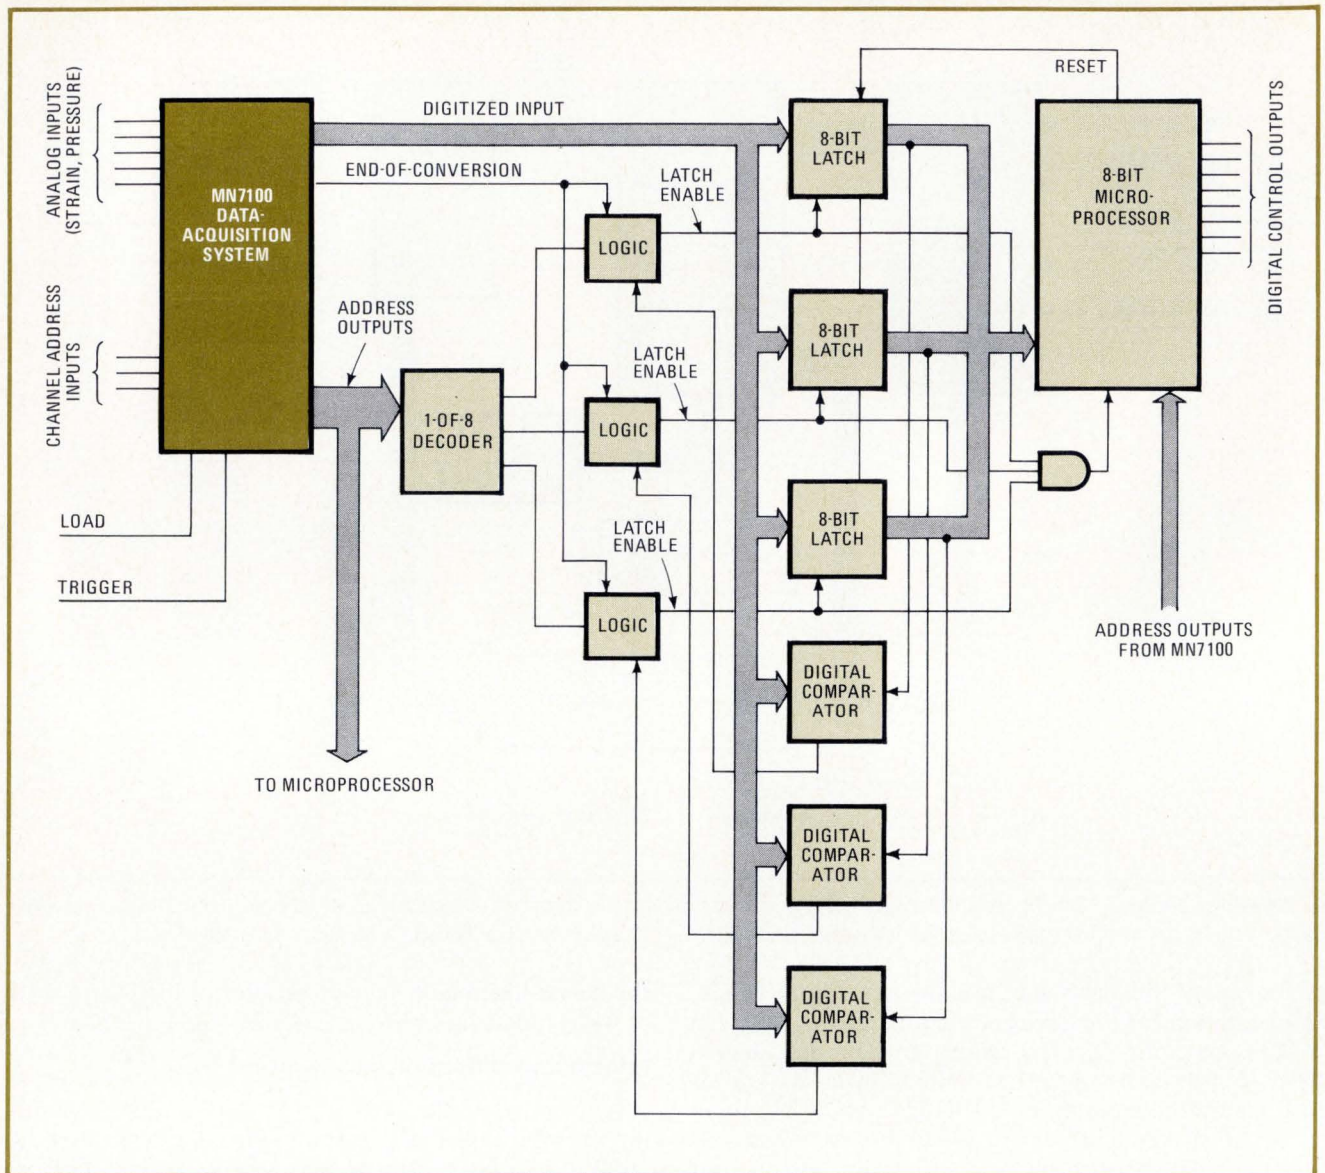 RESET
ANALOG INPUTS
(STRAIN, PRESSURE)
DIGITIZED INPUT
END-OF-CONVERSION
MN7100
DATA-
ACQUISITION
SYSTEM
CHANNEL ADDRESS
INPUTS
LOAD
TRIGGER
ADDRESS
OUTPUTS
1-OF-8
DECODER
TO MICROPROCESSOR
LOGIC
LOGIC
LOGIC
LATCH
ENABLE
LATCH
ENABLE
LATCH
ENABLE
8-BIT
LATCH
8-BIT
LATCH
8-BIT
LATCH
DIGITAL
COMPAR-
ATOR
DIGITAL
COMPAR-
ATOR
DIGITAL
COMPAR-
ATOR
8-BIT
MICRO-
PROCESSOR
DIGITAL CONTROL OUTPUTS
ADDRESS OUTPUTS
FROM MN7100